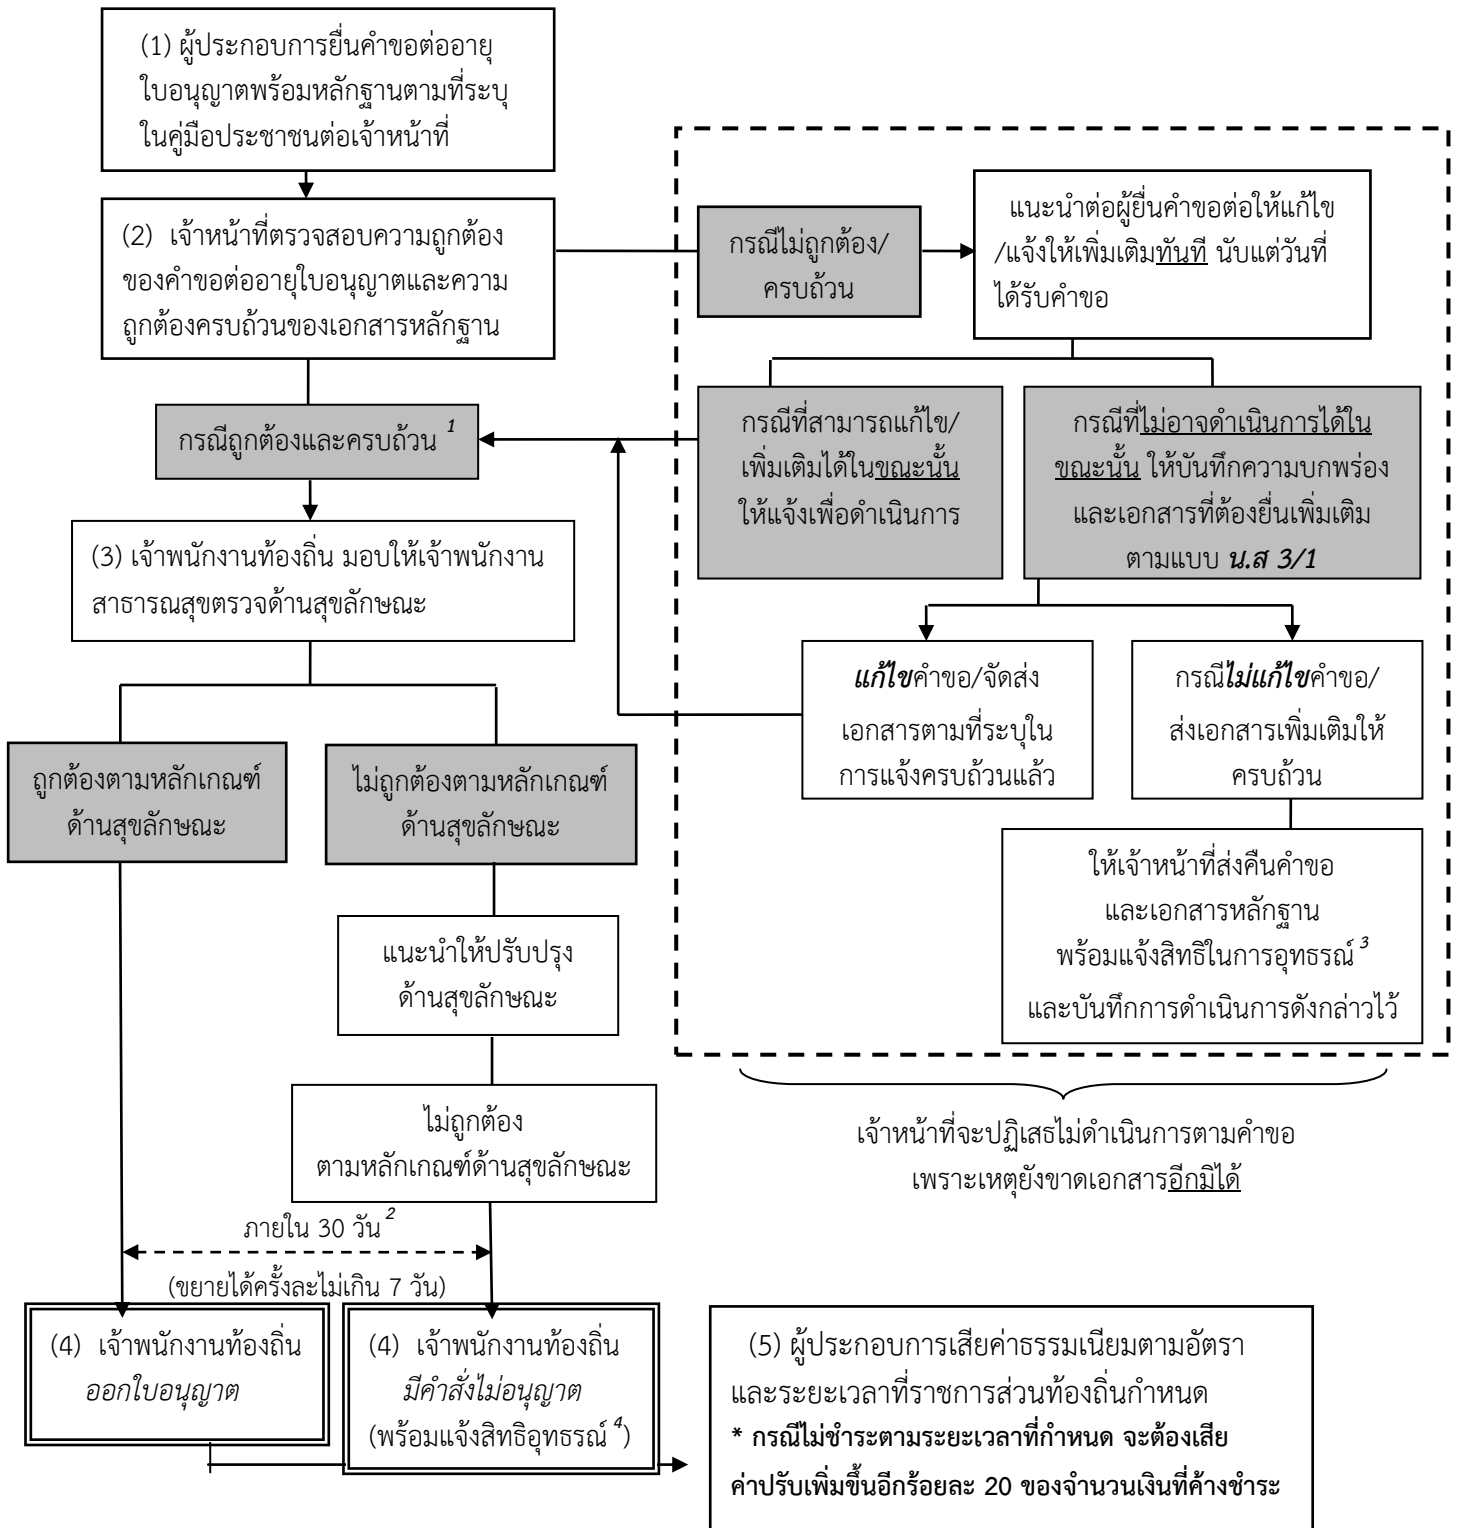 (1) ผู้ประกอบการยื่นคำขอต่ออายุ
ใบอนุญาตพร้อมหลักฐานตามที่ระบุ
ในคู่มือประชาชนต่อเจ้าหน้าที่
(2) เจ้าหน้าที่ตรวจสอบความถูกต้อง
ของคำขอต่ออายุใบอนุญาตและความ
ถูกต้องครบถ้วนของเอกสารหลักฐาน
กรณีไม่ถูกต้อง/
ครบถ้วน
แนะนำต่อผู้ยื่นคำขอต่อให้แก้ไข
/แจ้งให้เพิ่มเติมทันที นับแต่วันที่
ได้รับคำขอ
กรณีถูกต้องและครบถ้วน 1
กรณีที่สามารถแก้ไข/
เพิ่มเติมได้ในขณะนั้น
ให้แจ้งเพื่อดำเนินการ
กรณีที่ไม่อาจดำเนินการได้ใน
ขณะนั้น ให้บันทึกความบกพร่อง
และเอกสารที่ต้องยื่นเพิ่มเติม
ตามแบบ น.ส 3/1
(3) เจ้าพนักงานท้องถิ่น มอบให้เจ้าพนักงาน
สาธารณสุขตรวจด้านสุขลักษณะ
แก้ไขคำขอ/จัดส่ง
เอกสารตามที่ระบุใน
การแจ้งครบถ้วนแล้ว
กรณีไม่แก้ไขคำขอ/
ส่งเอกสารเพิ่มเติมให้
ครบถ้วน
ถูกต้องตามหลักเกณฑ์
ด้านสุขลักษณะ
ไม่ถูกต้องตามหลักเกณฑ์
ด้านสุขลักษณะ
ให้เจ้าหน้าที่ส่งคืนคำขอ
และเอกสารหลักฐาน
พร้อมแจ้งสิทธิในการอุทธรณ์ 3
และบันทึกการดำเนินการดังกล่าวไว้
แนะนำให้ปรับปรุง
ด้านสุขลักษณะ
ไม่ถูกต้อง
ตามหลักเกณฑ์ด้านสุขลักษณะ
เจ้าหน้าที่จะปฏิเสธไม่ดำเนินการตามคำขอ
เพราะเหตุยังขาดเอกสารอีกมิได้
ภายใน 30 วัน 2
(ขยายได้ครั้งละไม่เกิน 7 วัน)
(4) เจ้าพนักงานท้องถิ่น
ออกใบอนุญาต
(4) เจ้าพนักงานท้องถิ่น
มีคำสั่งไม่อนุญาต
(พร้อมแจ้งสิทธิอุทธรณ์ 4)
(5) ผู้ประกอบการเสียค่าธรรมเนียมตามอัตรา
และระยะเวลาที่ราชการส่วนท้องถิ่นกำหนด
* กรณีไม่ชำระตามระยะเวลาที่กำหนด จะต้องเสีย
ค่าปรับเพิ่มขึ้นอีกร้อยละ 20 ของจำนวนเงินที่ค้างชำระ